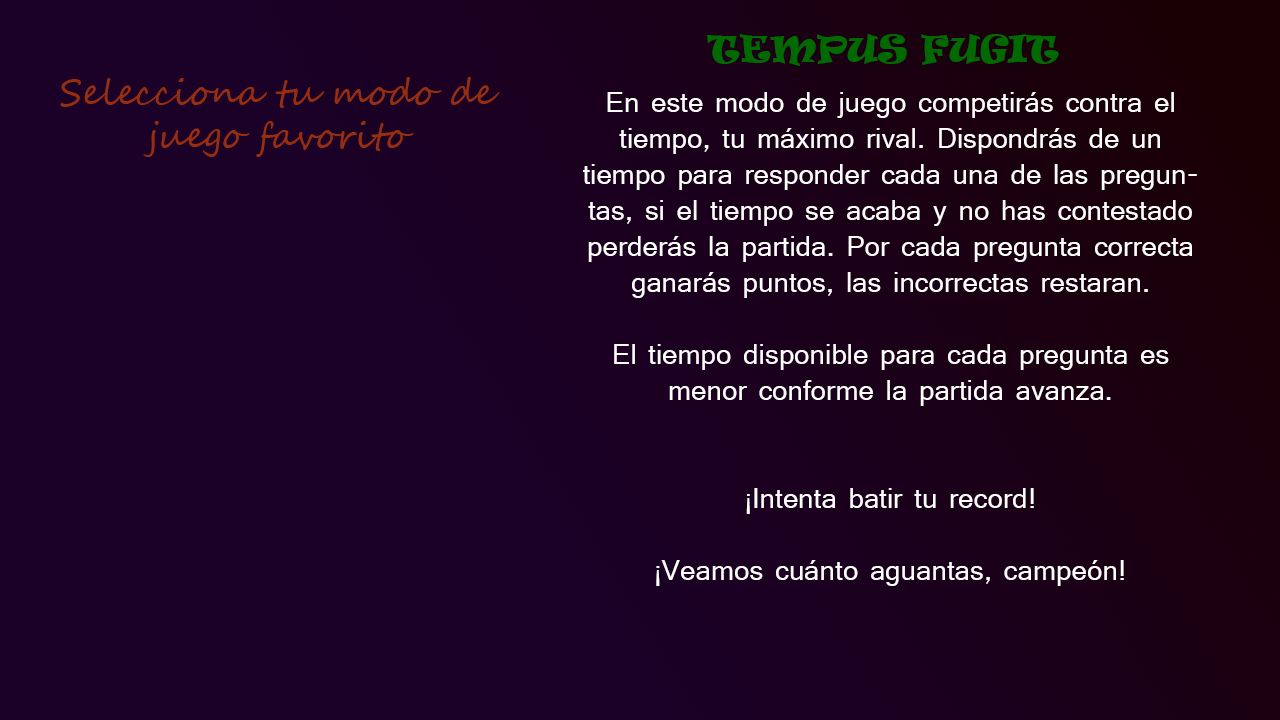 Selecciona tu modo de
juego favorito
TEMPUS FUGIT
En este modo de juego competirás contra el
tiempo, tu máximo rival. Dispondrás de un
tiempo para responder cada una de las pregun-
tas, si el tiempo se acaba y no has contestado
perderás la partida. Por cada pregunta correcta
ganarás puntos, las incorrectas restaran.
El tiempo disponible para cada pregunta es
menor conforme la partida avanza.
¡Intenta batir tu record!
¡Veamos cuánto aguantas, campeón!